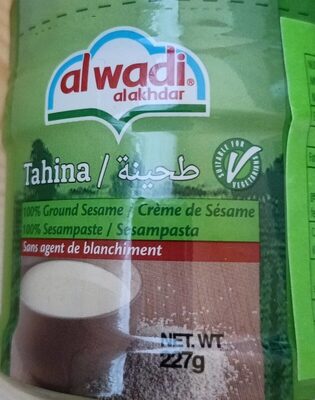 al wadi®
al akhdar
Tahina / طحينة
SUITABLE FOR VEGETARIANS
100% Ground Sesame / Crème de Sésame
100% Sesampaste / Sesampasta
Sans agent de blanchiment
NET. WT
227g